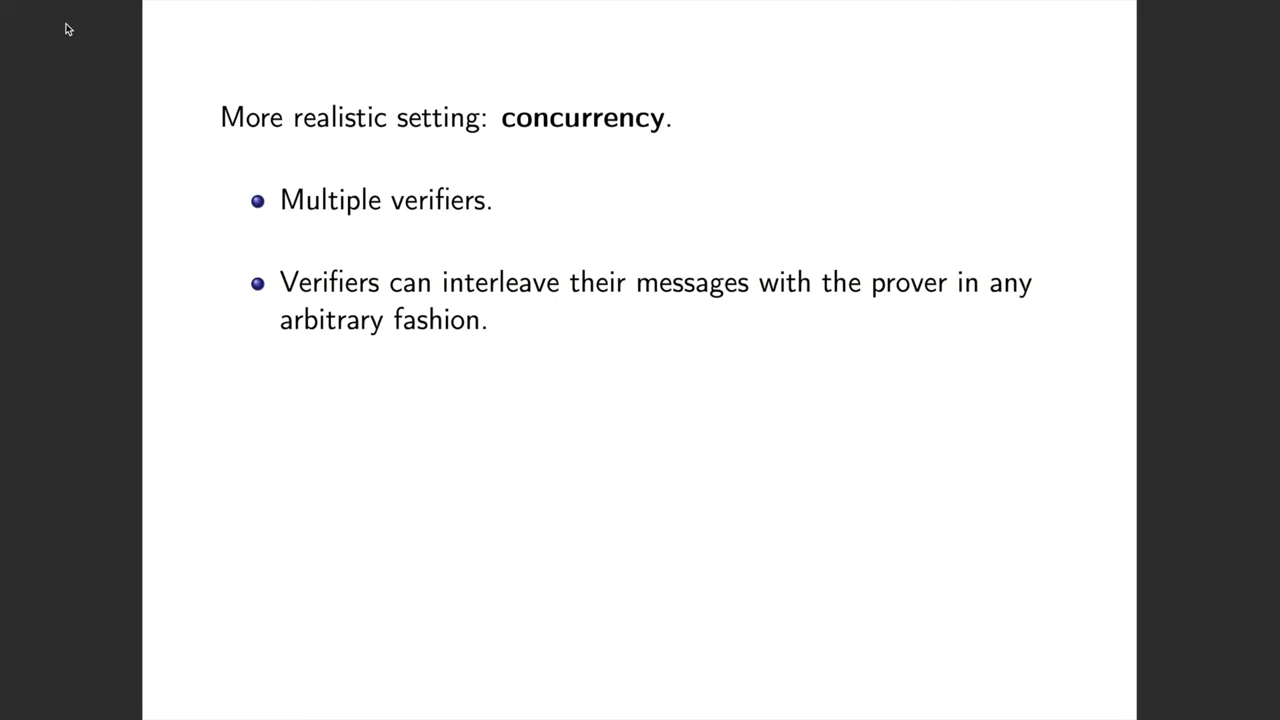 More realistic setting: concurrency.
Multiple verifiers.
Verifiers can interleave their messages with the prover in any
arbitrary fashion.